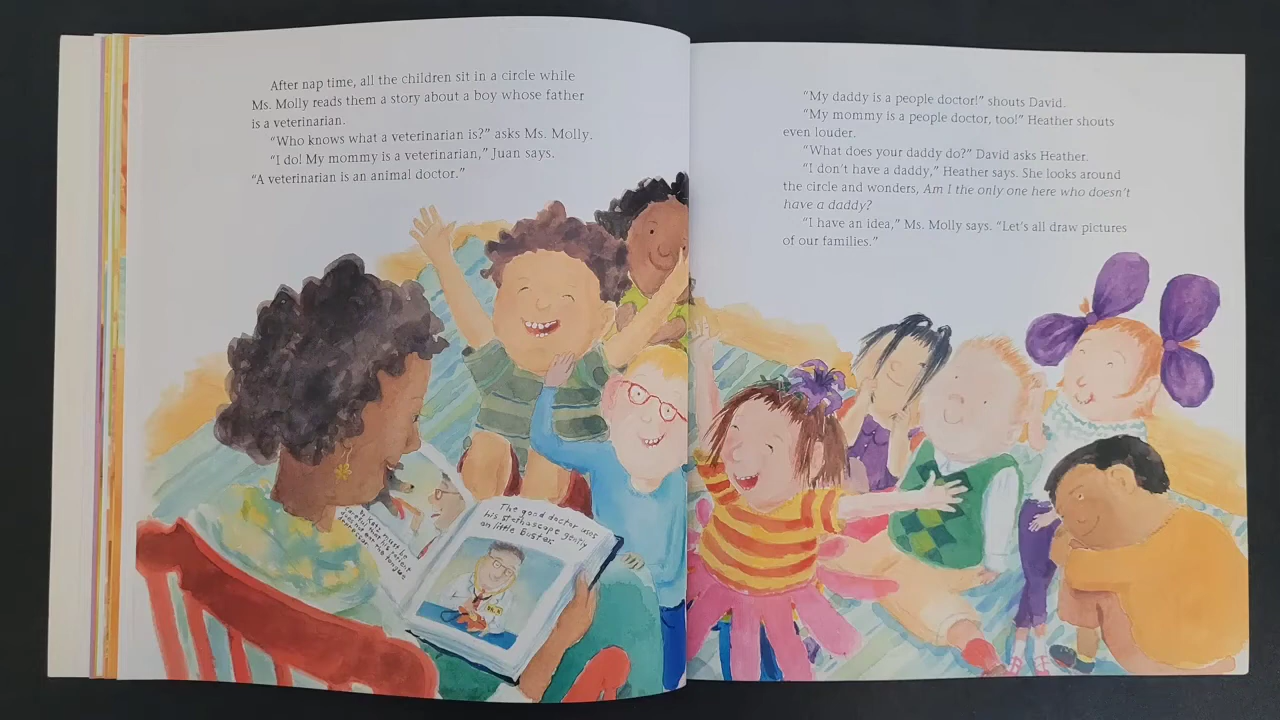 After nap time, all the children sit in a circle while
Ms. Molly reads them a story about a boy whose father
is a veterinarian.
“Who knows what a veterinarian is?” asks Ms. Molly.
“I do! My mommy is a veterinarian,” Juan says.
“A veterinarian is an animal doctor.”
The good doctor uses
his stethascope gently
on little Buster.
“My daddy is a people doctor!” shouts David.
“My mommy is a people doctor, too!” Heather shouts
even louder.
“What does your daddy do?” David asks Heather.
“I don’t have a daddy,” Heather says. She looks around
the circle and wonders, Am I the only one here who doesn’t
have a daddy?
“I have an idea,” Ms. Molly says. “Let’s all draw pictures
of our families.”